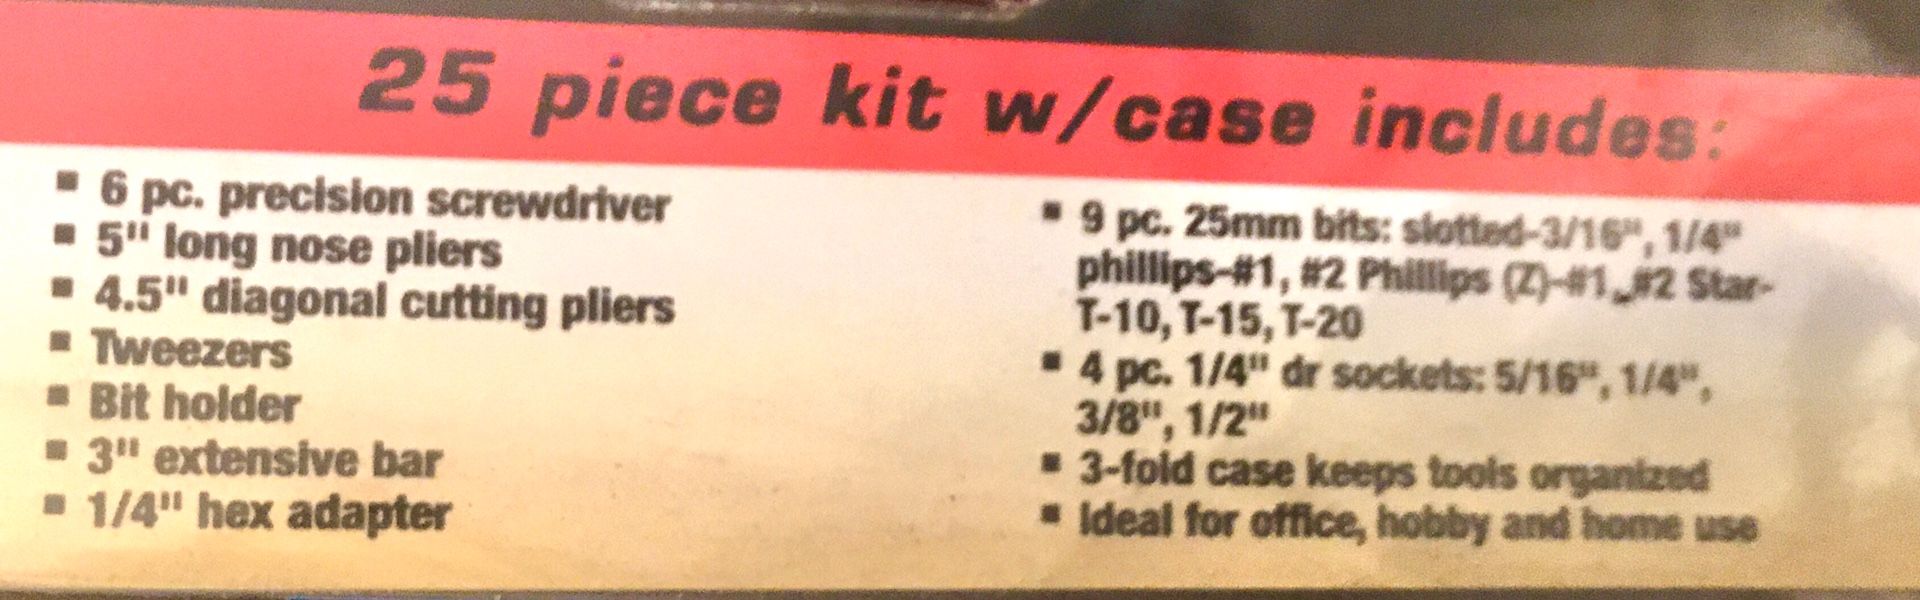 25 piece kit w/case includes:
▪ 6 pc. precision screwdriver
▪ 5" long nose pliers
▪ 4.5" diagonal cutting pliers
▪ Tweezers
▪ Bit holder
▪ 3" extensive bar
▪ 1/4" hex adapter
▪ 9 pc. 25mm bits: slotted-3/16", 1/4"
phillips-#1, #2 Phillips (Z)-#1, #2 Star-
T-10, T-15, T-20
▪ 4 pc. 1/4" dr sockets: 5/16", 1/4",
3/8", 1/2"
▪ 3-fold case keeps tools organized
▪ Ideal for office, hobby and home use